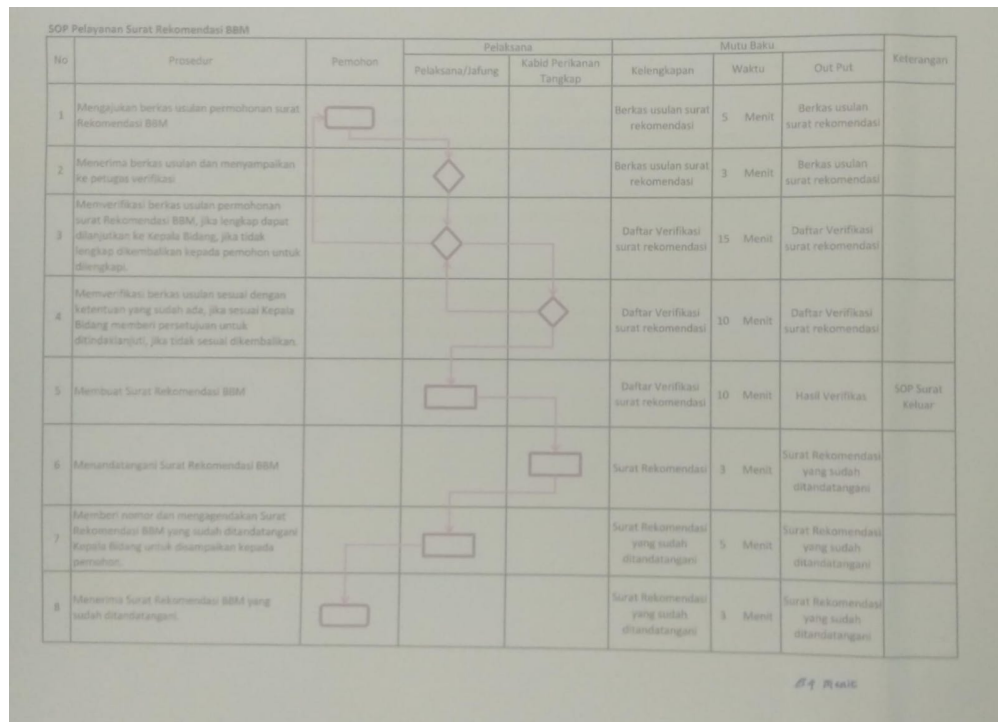 SOP Pelayanan Surat Rekomendasi BBM
No Prosedur Pemohon Pelaksana Mutu Baku Keterangan
Pelaksana/Jafung Kabid Perikanan Tangkap Kelengkapan Waktu Out Put
1 Mengajukan berkas usulan permohonan surat
Rekomendasi BBM
Berkas usulan surat
rekomendasi
5 Menit
Berkas usulan
surat rekomendasi
2 Menerima berkas usulan dan menyampaikan
ke petugas verifikasi
Berkas usulan surat
rekomendasi
3 Menit
Berkas usulan
surat rekomendasi
3 Memverifikasi berkas usulan permohonan
surat Rekomendasi BBM, jika lengkap dapat
dilanjutkan ke Kepala Bidang, jika tidak
lengkap dikembalikan kepada pemohon untuk
dilengkapi.
Daftar Verifikasi
surat rekomendasi
15 Menit
Daftar Verifikasi
surat rekomendasi
4 Memverifikasi berkas usulan sesuai dengan
ketentuan yang sudah ada, jika sesuai Kepala
Bidang memberi persetujuan untuk
ditindaklanjuti, jika tidak sesuai dikembalikan.
Daftar Verifikasi
surat rekomendasi
10 Menit
Daftar Verifikasi
surat rekomendasi
5 Membuat Surat Rekomendasi BBM
Daftar Verifikasi
surat rekomendasi
10 Menit
Hasil Verifikas
SOP Surat
Keluar
6 Menandatangani Surat Rekomendasi BBM
Surat Rekomendasi
3 Menit
Surat Rekomendasi
yang sudah
ditandatangani
7 Memberi nomor dan mengagendakan Surat
Rekomendasi BBM yang sudah ditandatangani
Kepala Bidang untuk disampaikan kepada
pemohon.
Surat Rekomendasi
yang sudah
ditandatangani
5 Menit
Surat Rekomendasi
yang sudah
ditandatangani
8 Menerima Surat Rekomendasi BBM yang
sudah ditandatangani.
Surat Rekomendasi
yang sudah
ditandatangani
3 Menit
Surat Rekomendasi
yang sudah
ditandatangani